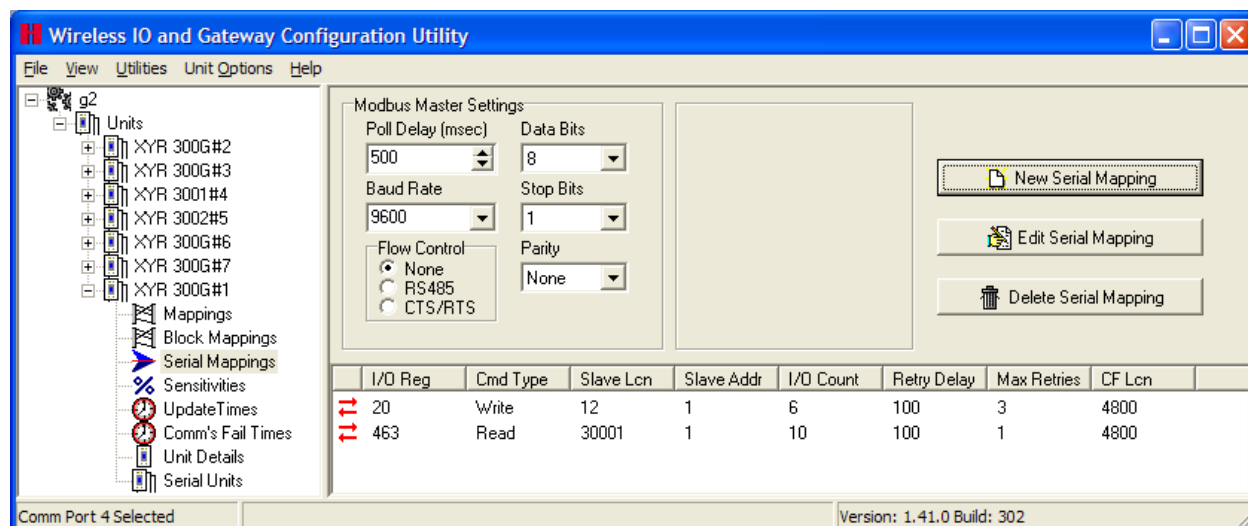 Wireless IO and Gateway Configuration Utility
File View Utilities Unit Options Help
g2
Units
XYR 300G#2
XYR 300G#3
XYR 3001#4
XYR 3002#5
XYR 300G#6
XYR 300G#7
XYR 300G#1
Mappings
Block Mappings
Serial Mappings
Sensitivities
UpdateTimes
Comm's Fail Times
Unit Details
Serial Units
Modbus Master Settings
Poll Delay (msec) Data Bits
500 8
Baud Rate Stop Bits
9600 1
Flow Control Parity
None None
RS485
CTS/RTS
New Serial Mapping
Edit Serial Mapping
Delete Serial Mapping
I/O Reg Cmd Type Slave Lcn Slave Addr I/O Count Retry Delay Max Retries CF Lcn
20 Write 12 1 6 100 3 4800
463 Read 30001 1 10 100 1 4800
Comm Port 4 Selected Version: 1.41.0 Build: 302